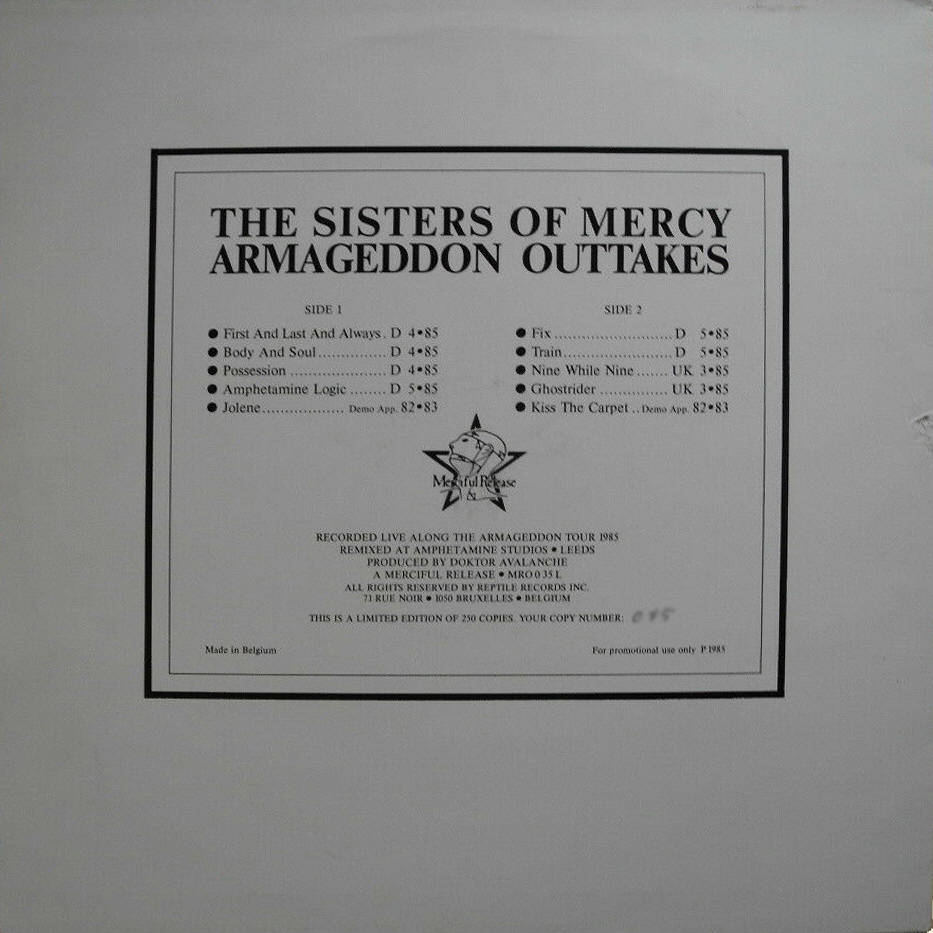 THE SISTERS OF MERCY
ARMAGEDDON OUTTAKES
SIDE 1
● First And Last And Always . D 4•85
● Body And Soul ............... D 4•85
● Possession ..................... D 4•85
● Amphetamine Logic ........ D 5•85
● Jolene .................. Demo App. 82•83
SIDE 2
● Fix .......................... D 5•85
● Train ........................ D 5•85
● Nine While Nine ....... UK 3•85
● Ghostrider ............... UK 3•85
● Kiss The Carpet .. Demo App. 82•83
Merciful Release
RECORDED LIVE ALONG THE ARMAGEDDON TOUR 1985
REMIXED AT AMPHETAMINE STUDIOS • LEEDS
PRODUCED BY DOKTOR AVALANCHE
A MERCIFUL RELEASE • MRO 0 35 L
ALL RIGHTS RESERVED BY REPTILE RECORDS INC.
71 RUE NOIR • 1050 BRUXELLES • BELGIUM
THIS IS A LIMITED EDITION OF 250 COPIES. YOUR COPY NUMBER:
Made in Belgium
For promotional use only P 1985